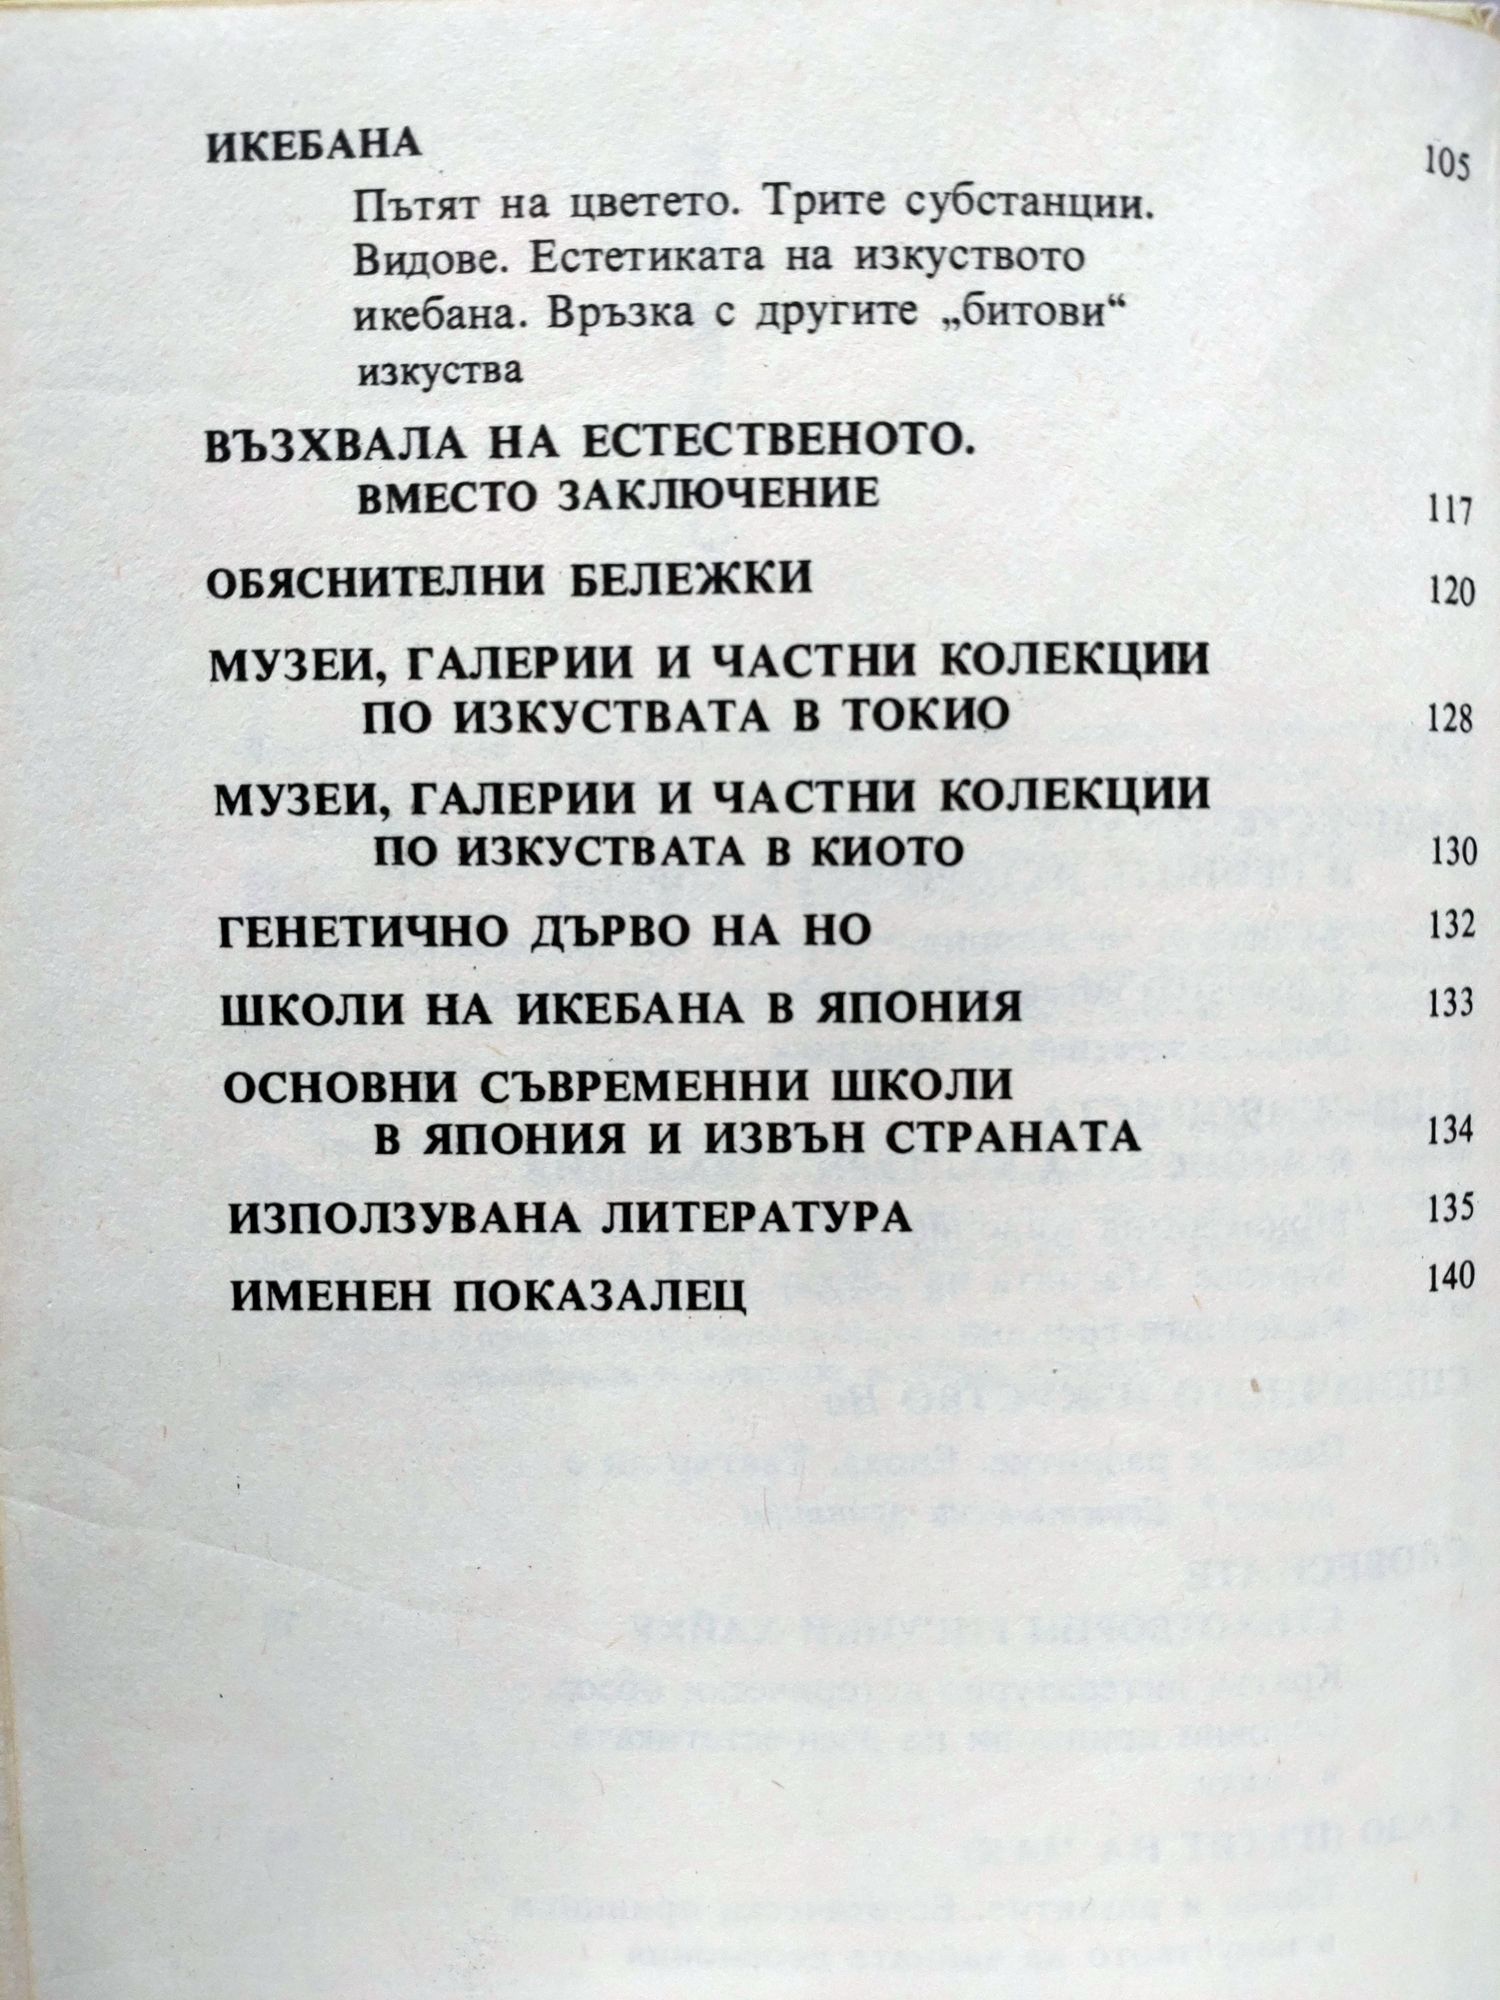 ИКЕБАНА 105
Пътят на цветето. Трите субстанции.
Видове. Естетиката на изкуството
икебана. Връзка с другите „битови“
изкуства
ВЪЗХВАЛА НА ЕСТЕСТВЕНОТО.
ВМЕСТО ЗАКЛЮЧЕНИЕ 117
ОБЯСНИТЕЛНИ БЕЛЕЖКИ 120
МУЗЕИ, ГАЛЕРИИ И ЧАСТНИ КОЛЕКЦИИ
ПО ИЗКУСТВАТА В ТОКИО 128
МУЗЕИ, ГАЛЕРИИ И ЧАСТНИ КОЛЕКЦИИ
ПО ИЗКУСТВАТА В КИОТО 130
ГЕНЕТИЧНО ДЪРВО НА НО 132
ШКОЛИ НА ИКЕБАНА В ЯПОНИЯ 133
ОСНОВНИ СЪВРЕМЕННИ ШКОЛИ
В ЯПОНИЯ И ИЗВЪН СТРАНАТА 134
ИЗПОЛЗУВАНА ЛИТЕРАТУРА 135
ИМЕНЕН ПОКАЗАЛЕЦ 140